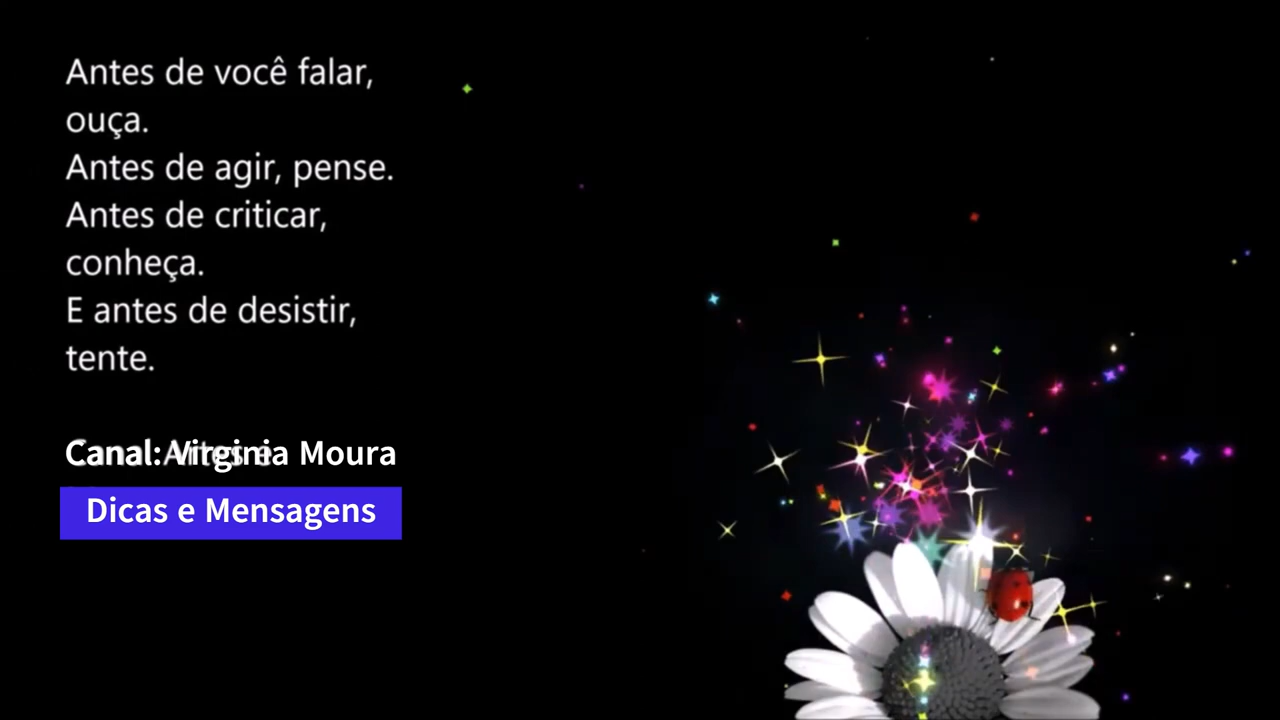 Antes de você falar,
ouça.
Antes de agir, pense.
Antes de criticar,
conheça.
E antes de desistir,
tente.
Canal: Virginia Moura
Dicas e Mensagens